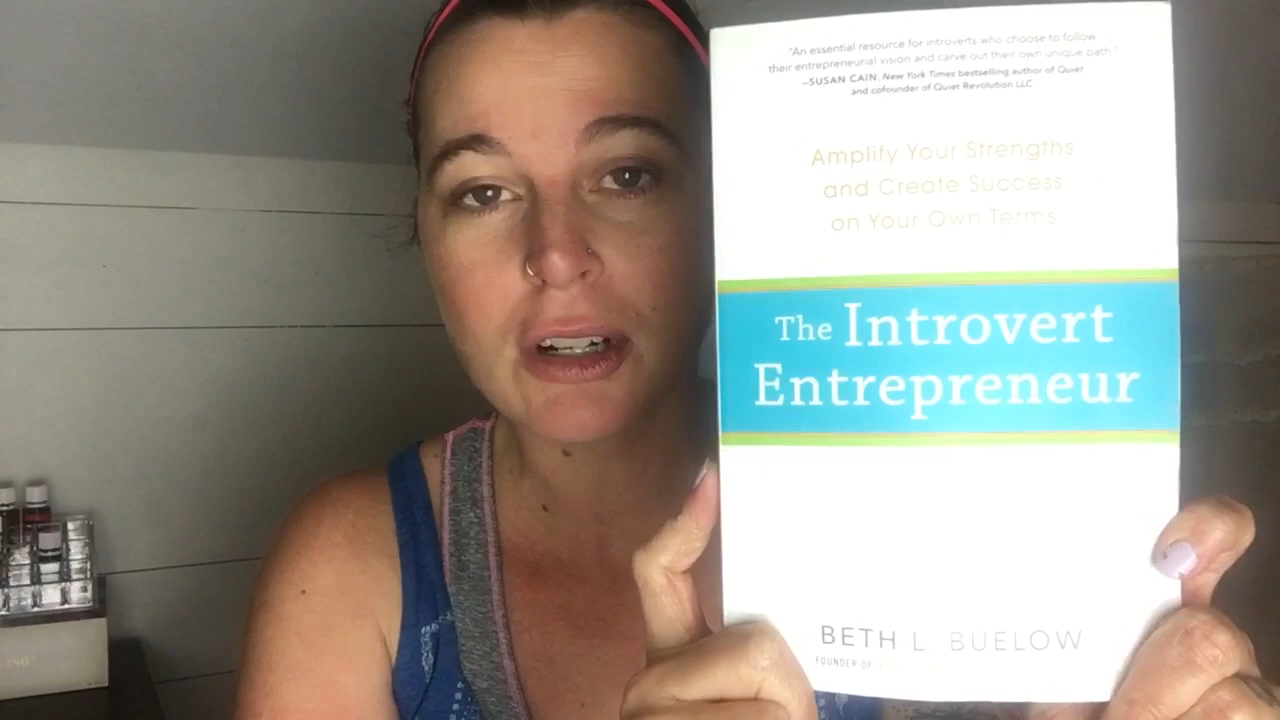 "An essential resource for introverts who choose to follow
their entrepreneurial vision and carve out their own unique path."
—SUSAN CAIN, New York Times bestselling author of Quiet
and cofounder of Quiet Revolution LLC
Amplify Your Strengths
and Create Success
on Your Own Terms
The Introvert
Entrepreneur
BETH L. BUELOW
FOUNDER OF